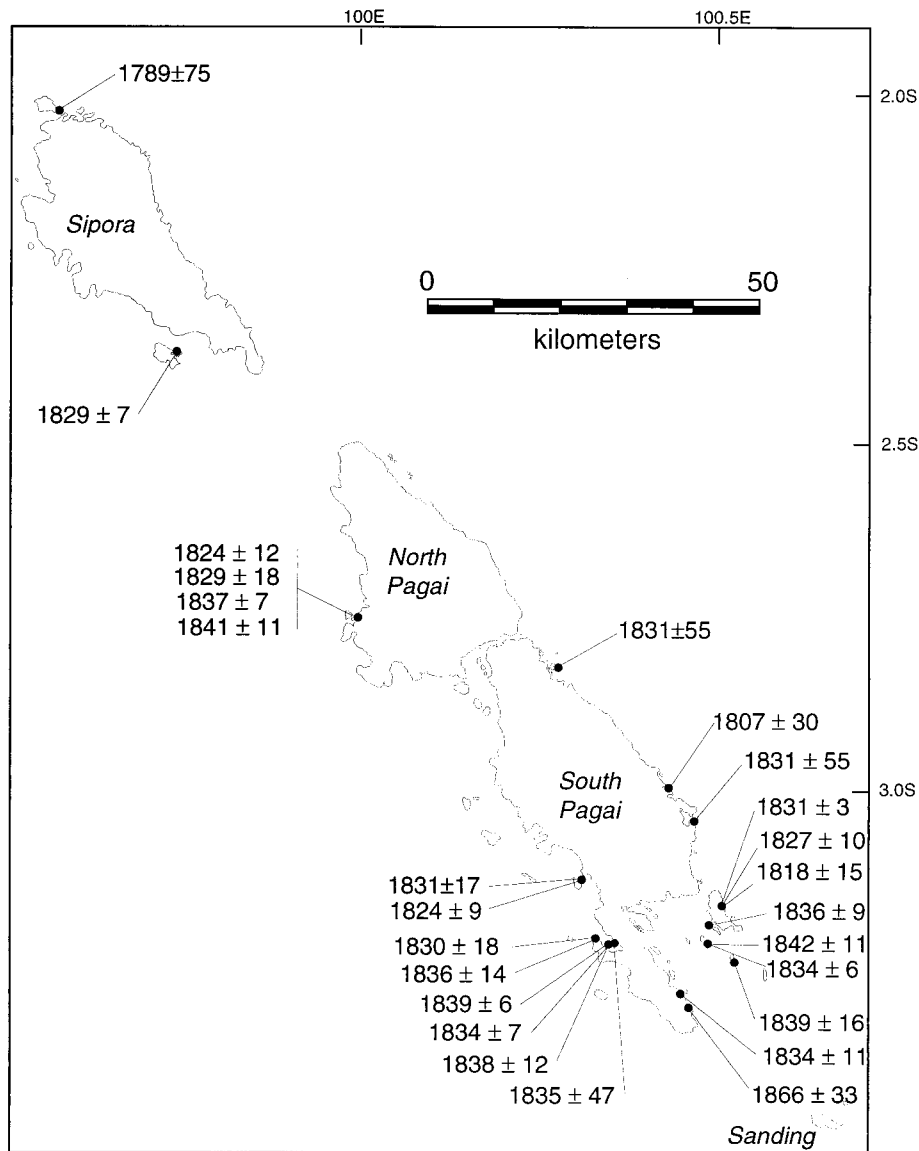 100E
100.5E
1789±75
2.0S
Sipora
0
50
kilometers
1829 ± 7
2.5S
1824 ± 12
1829 ± 18
1837 ± 7
1841 ± 11
North
Pagai
1831±55
1807 ± 30
1831 ± 55
South
Pagai
3.0S
1831 ± 3
1827 ± 10
1818 ± 15
1836 ± 9
1842 ± 11
1834 ± 6
1839 ± 16
1834 ± 11
1866 ± 33
1831±17
1824 ± 9
1830 ± 18
1836 ± 14
1839 ± 6
1834 ± 7
1838 ± 12
1835 ± 47
Sanding